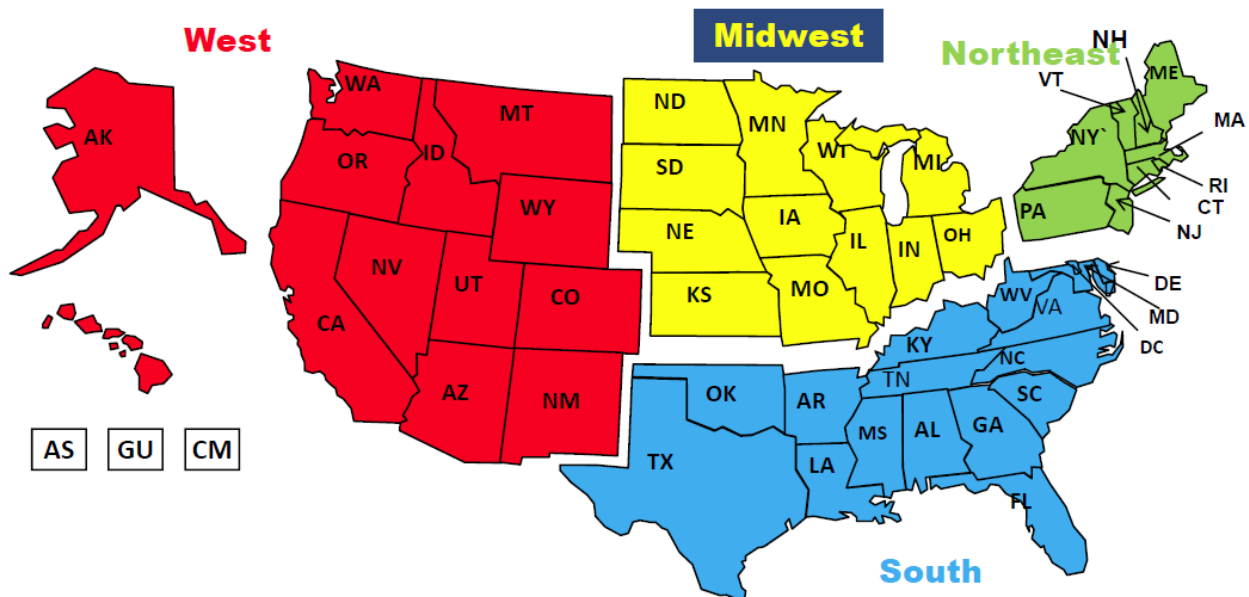 West
Midwest
Northeast
NH
VT
ME
WA
MT
ND
MN
AK
OR
ID
SD
WI
MI
NY`
MA
WY
NE
IA
IL
IN
OH
PA
RI
CT
NJ
NV
UT
CO
KS
MO
CA
WV
VA
DE
MD
DC
KY
NC
TN
AZ
NM
OK
AR
SC
MS
AL
GA
AS
GU
CM
TX
LA
FL
South